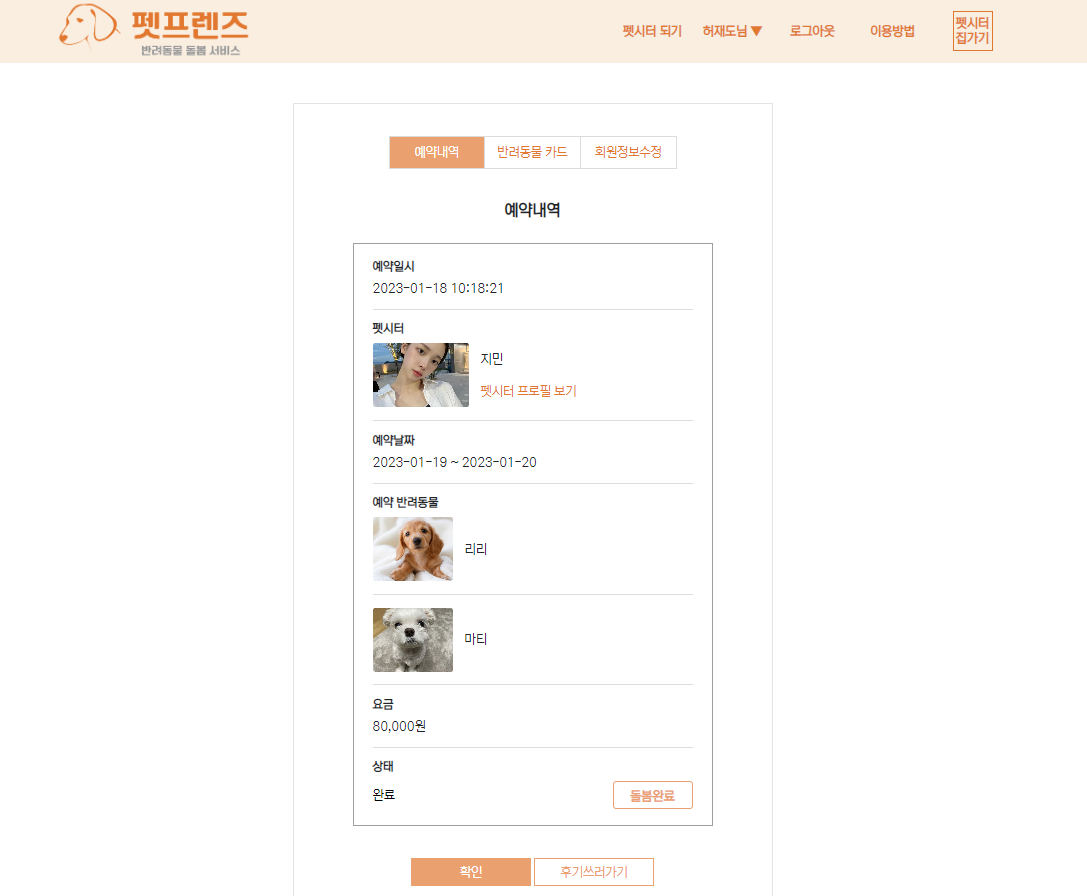 펫프렌즈
반려동물 돌봄 서비스
펫시터 되기
허재도님 ▼
로그아웃
이용방법
펫시터
집가기
예약내역
반려동물 카드
회원정보수정
예약내역
예약일시
2023-01-18 10:18:21
펫시터
지민
펫시터 프로필 보기
예약날짜
2023-01-19 ~ 2023-01-20
예약 반려동물
리리
마티
요금
80,000원
상태
완료
돌봄완료
확인
후기쓰러가기